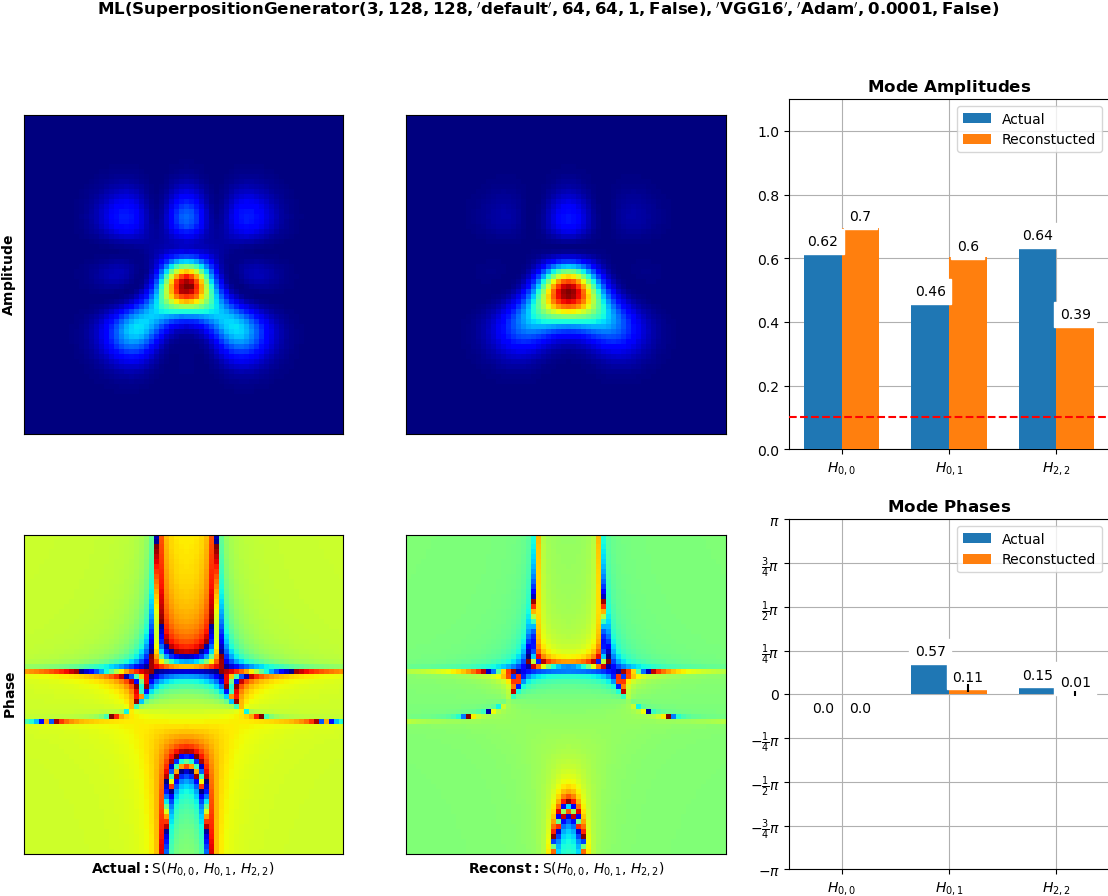 ML(SuperpositionGenerator(3, 128, 128, 'default', 64, 64, 1, False), 'VGG16', 'Adam', 0.0001, False)
Amplitude
Mode Amplitudes
Actual
Reconstucted
1.0
0.8
0.6
0.4
0.2
0.0
0.62
0.7
0.46
0.6
0.64
0.39
H0,0
H0,1
H2,2
Phase
Actual: S(H0,0, H0,1, H2,2)
Reconst: S(H0,0, H0,1, H2,2)
Mode Phases
Actual
Reconstucted
π
3/4π
1/2π
1/4π
0
−1/4π
−1/2π
−3/4π
−π
0.0
0.0
0.57
0.11
0.15
0.01
H0,0
H0,1
H2,2